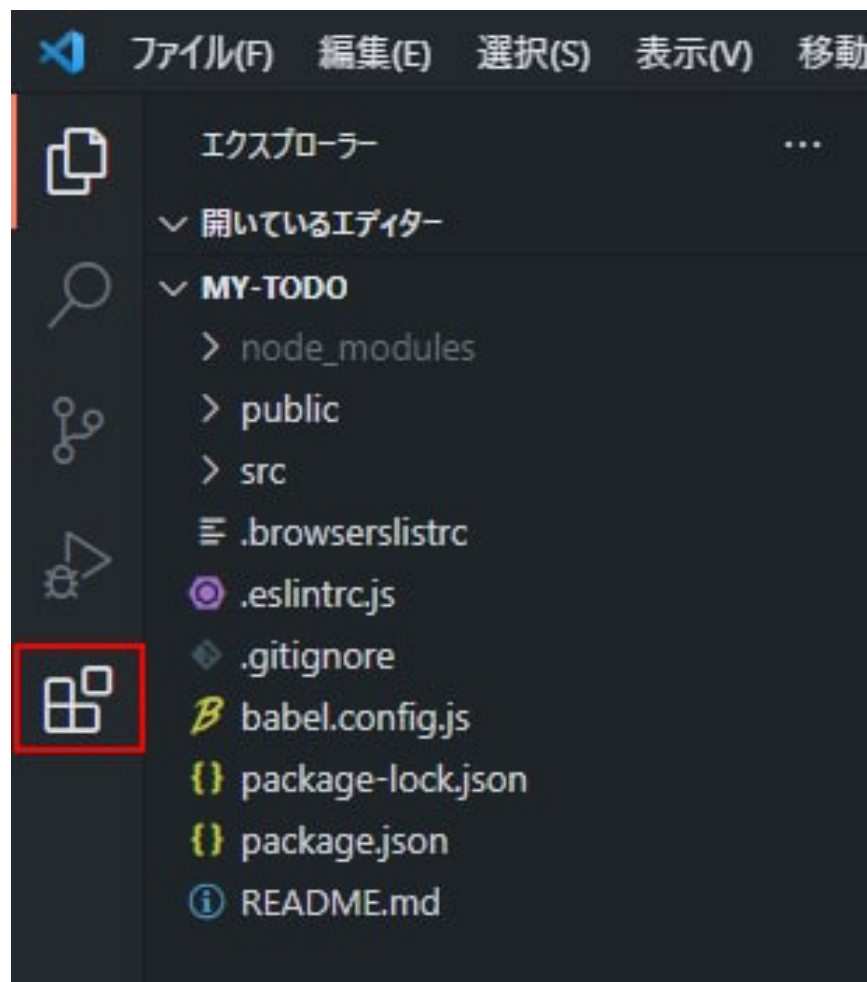 ファイル(F) 編集(E) 選択(S) 表示(V) 移動
エクスプローラー ...
開いているエディター
MY-TODO
node_modules
public
src
.browserslistrc
.eslintrc.js
.gitignore
babel.config.js
package-lock.json
package.json
README.md